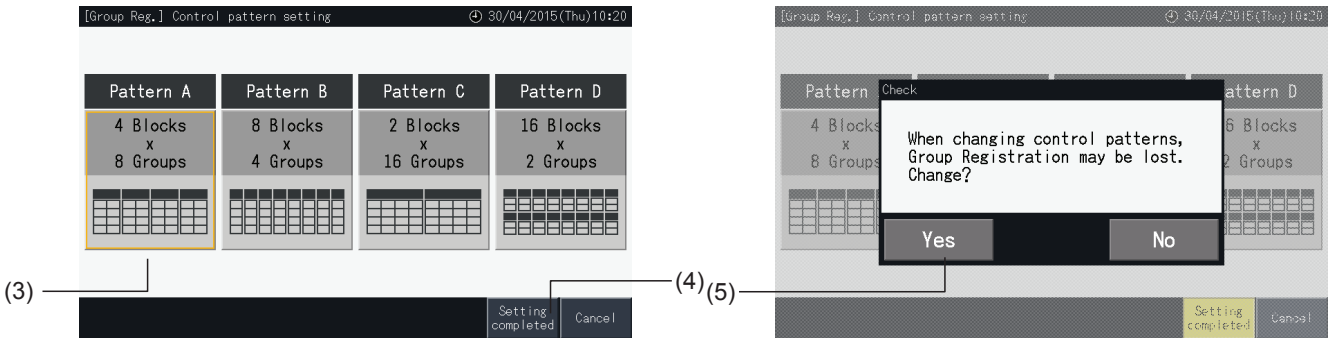 [Group Reg.] Control pattern setting 30/04/2015(Thu)10:20
Pattern A Pattern B Pattern C Pattern D
4 Blocks
x
8 Groups
8 Blocks
x
4 Groups
2 Blocks
x
16 Groups
16 Blocks
x
2 Groups
(3)
(4)
Setting
completed
Cancel
[Group Reg.] Control pattern setting 30/04/2015(Thu)10:20
Pattern
attern D
4 Blocks
x
8 Groups
6 Blocks
x
2 Groups
Check
When changing control patterns,
Group Registration may be lost.
Change?
Yes
No
(5)
Setting
completed
Cancel